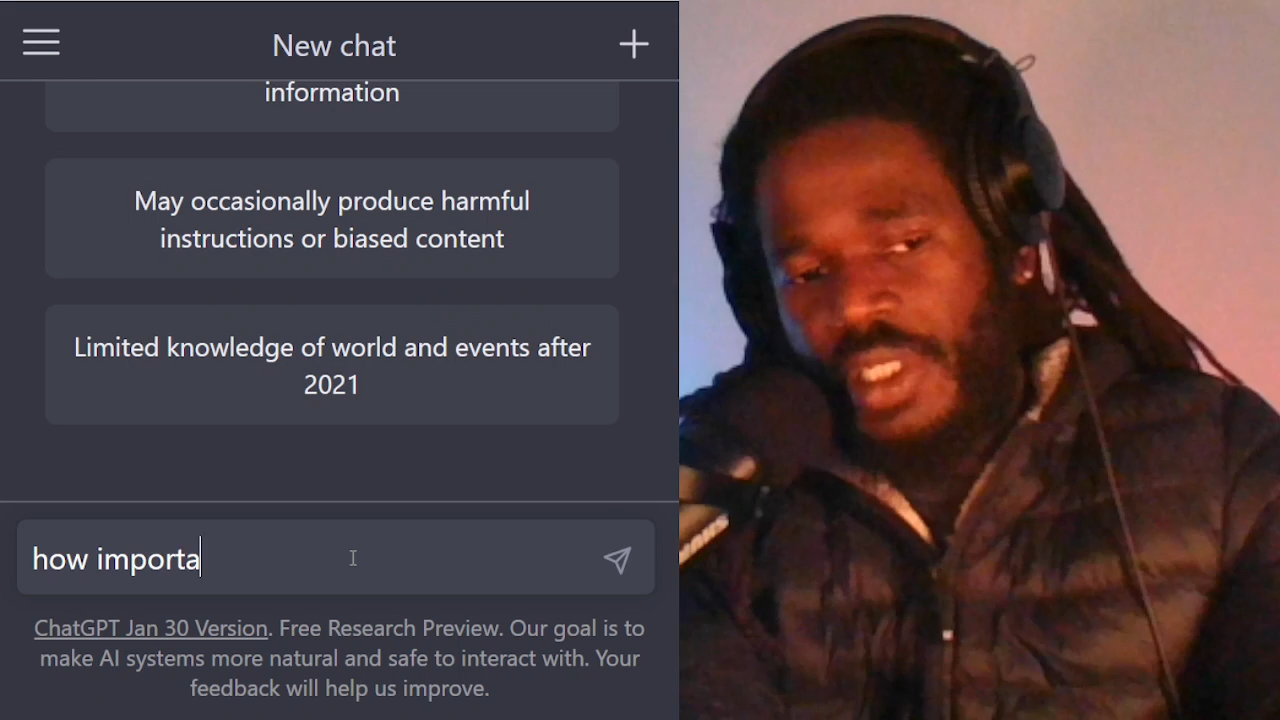 New chat
information
May occasionally produce harmful
instructions or biased content
Limited knowledge of world and events after
2021
how importa
ChatGPT Jan 30 Version. Free Research Preview. Our goal is to
make AI systems more natural and safe to interact with. Your
feedback will help us improve.